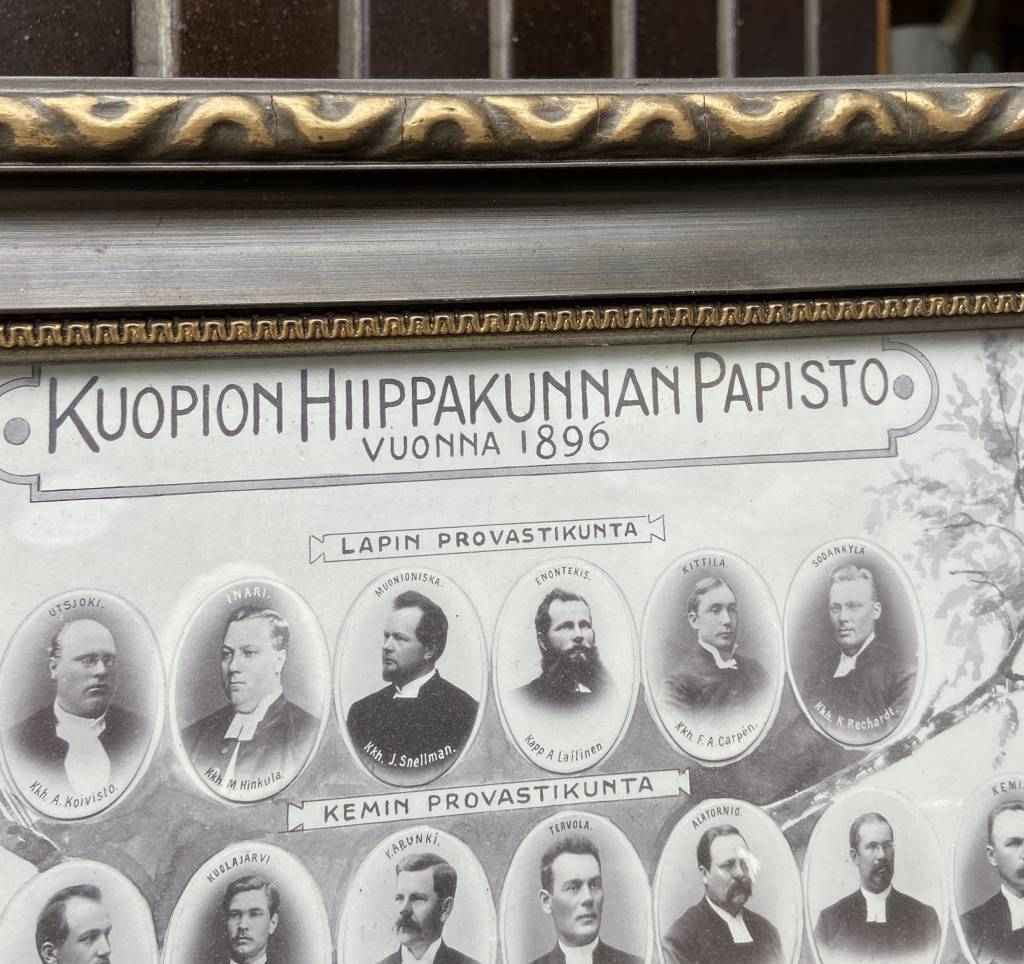 KUOPION HIIPPAKUNNAN PAPISTO
VUONNA 1896
LAPIN PROVASTIKUNTA
UTSJOKI.
Kkh. A. Koivisto.
INARI.
Kkh. M. Hinkula.
MUONIONISKA.
Kkh. J. Snellman.
ENONTEKIS.
Kapp A Laitinen
KITTILÄ.
Kkh. F. A. Carpén.
SODANKYLÄ
Kkh. K Rechardt.
KEMIN PROVASTIKUNTA
KUOLAJÄRVI
KARUNKI.
TERVOLA.
ALATORNIO.
KEMI